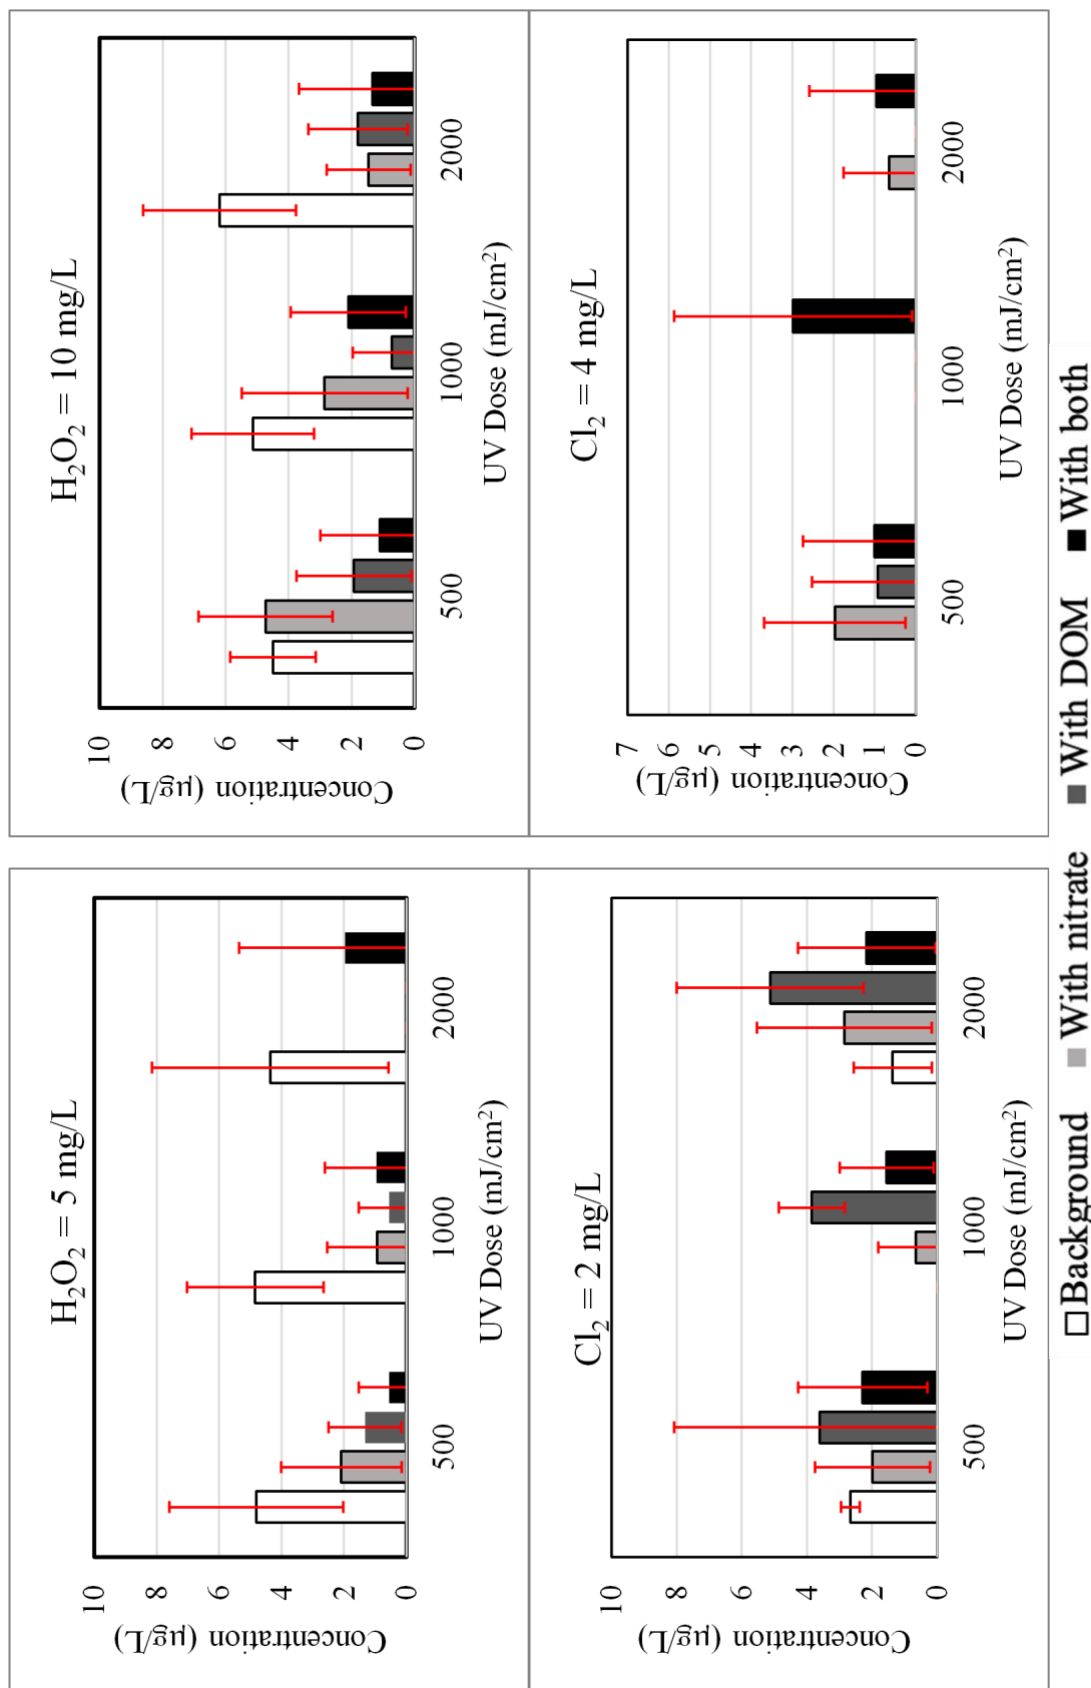 H₂O₂ = 5 mg/L
Concentration (µg/L)
10
8
6
4
2
0
500
1000
2000
UV Dose (mJ/cm²)
H₂O₂ = 10 mg/L
Concentration (µg/L)
10
8
6
4
2
0
500
1000
2000
UV Dose (mJ/cm²)
Cl₂ = 2 mg/L
Concentration (µg/L)
10
8
6
4
2
0
500
1000
2000
UV Dose (mJ/cm²)
Cl₂ = 4 mg/L
Concentration (µg/L)
7
6
5
4
3
2
1
0
500
1000
2000
UV Dose (mJ/cm²)
Background With nitrate With DOM With both